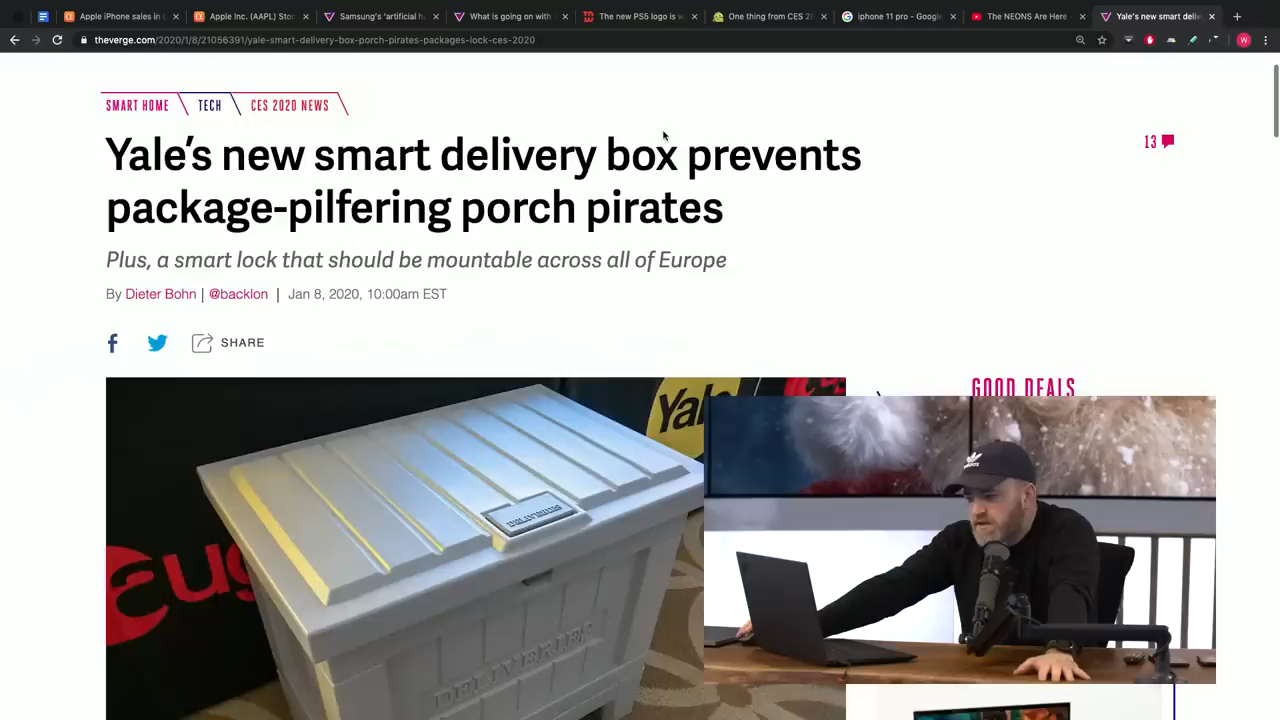 Apple iPhone sales in C
Apple Inc. (AAPL) Stoc
Samsung's 'artificial h
What is going on with
The new PS5 logo is w
One thing from CES 2
iphone 11 pro - Google
The NEONS Are Here -
Yale's new smart deliv
theverge.com/2020/1/8/21056391/yale-smart-delivery-box-porch-pirates-packages-lock-ces-2020
W
SMART HOME
TECH
CES 2020 NEWS
Yale's new smart delivery box prevents
package-pilfering porch pirates
13
Plus, a smart lock that should be mountable across all of Europe
By Dieter Bohn | @backlon | Jan 8, 2020, 10:00am EST
SHARE
GOOD DEALS
Yale
DELIVERIES
DELIVERIES